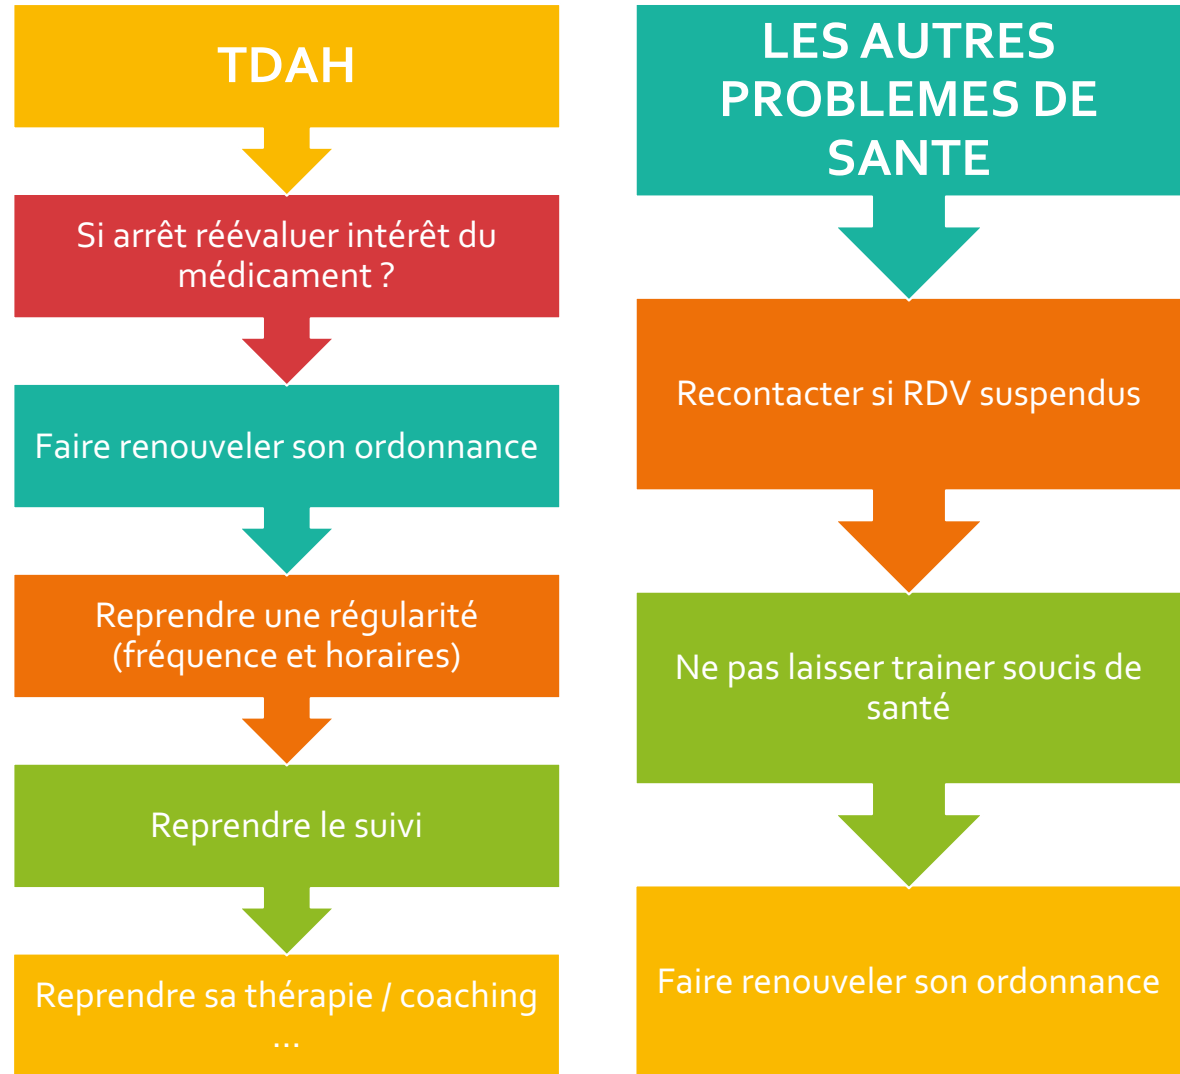 TDAH
Si arrêt réévaluer intérêt du
médicament ?
Faire renouveler son ordonnance
Reprendre une régularité
(fréquence et horaires)
Reprendre le suivi
Reprendre sa thérapie / coaching
...
LES AUTRES
PROBLEMES DE
SANTE
Recontacter si RDV suspendus
Ne pas laisser trainer soucis de
santé
Faire renouveler son ordonnance